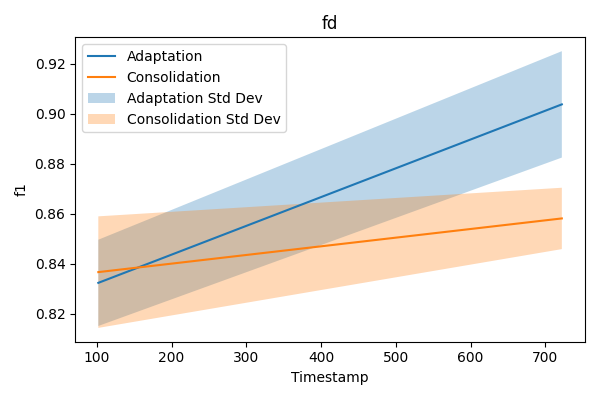 fd
Adaptation
Consolidation
Adaptation Std Dev
Consolidation Std Dev
f1
0.92
0.90
0.88
0.86
0.84
0.82
100 200 300 400 500 600 700
Timestamp